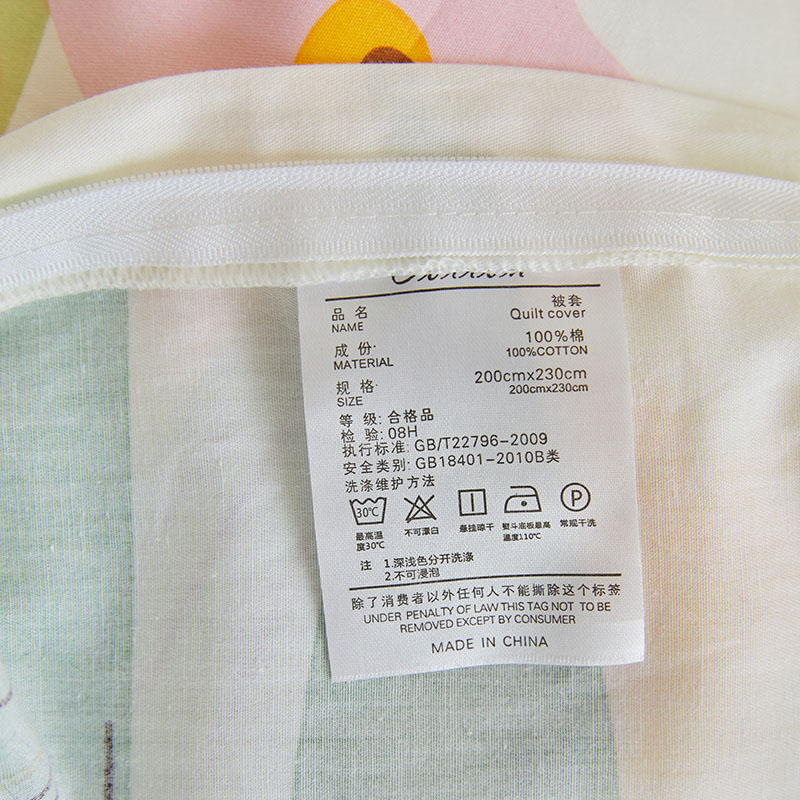 品 名 被套
NAME Quilt cover
成 份: 100%棉
MATERIAL 100%COTTON
规 格: 200cmx230cm
SIZE 200cmx230cm
等 级: 合格品
检 验: 08H
执行标准: GB/T22796-2009
安全类别: GB18401-2010B类
洗涤维护方法
30℃ P
最高温度30℃ 不可漂白 悬挂晾干 熨斗底板最高温度110℃ 常规干洗
注 1.深浅色分开洗涤
2.不可浸泡
除了消费者以外任何人不能撕除这个标签
UNDER PENALTY OF LAW THIS TAG NOT TO BE
REMOVED EXCEPT BY CONSUMER
MADE IN CHINA